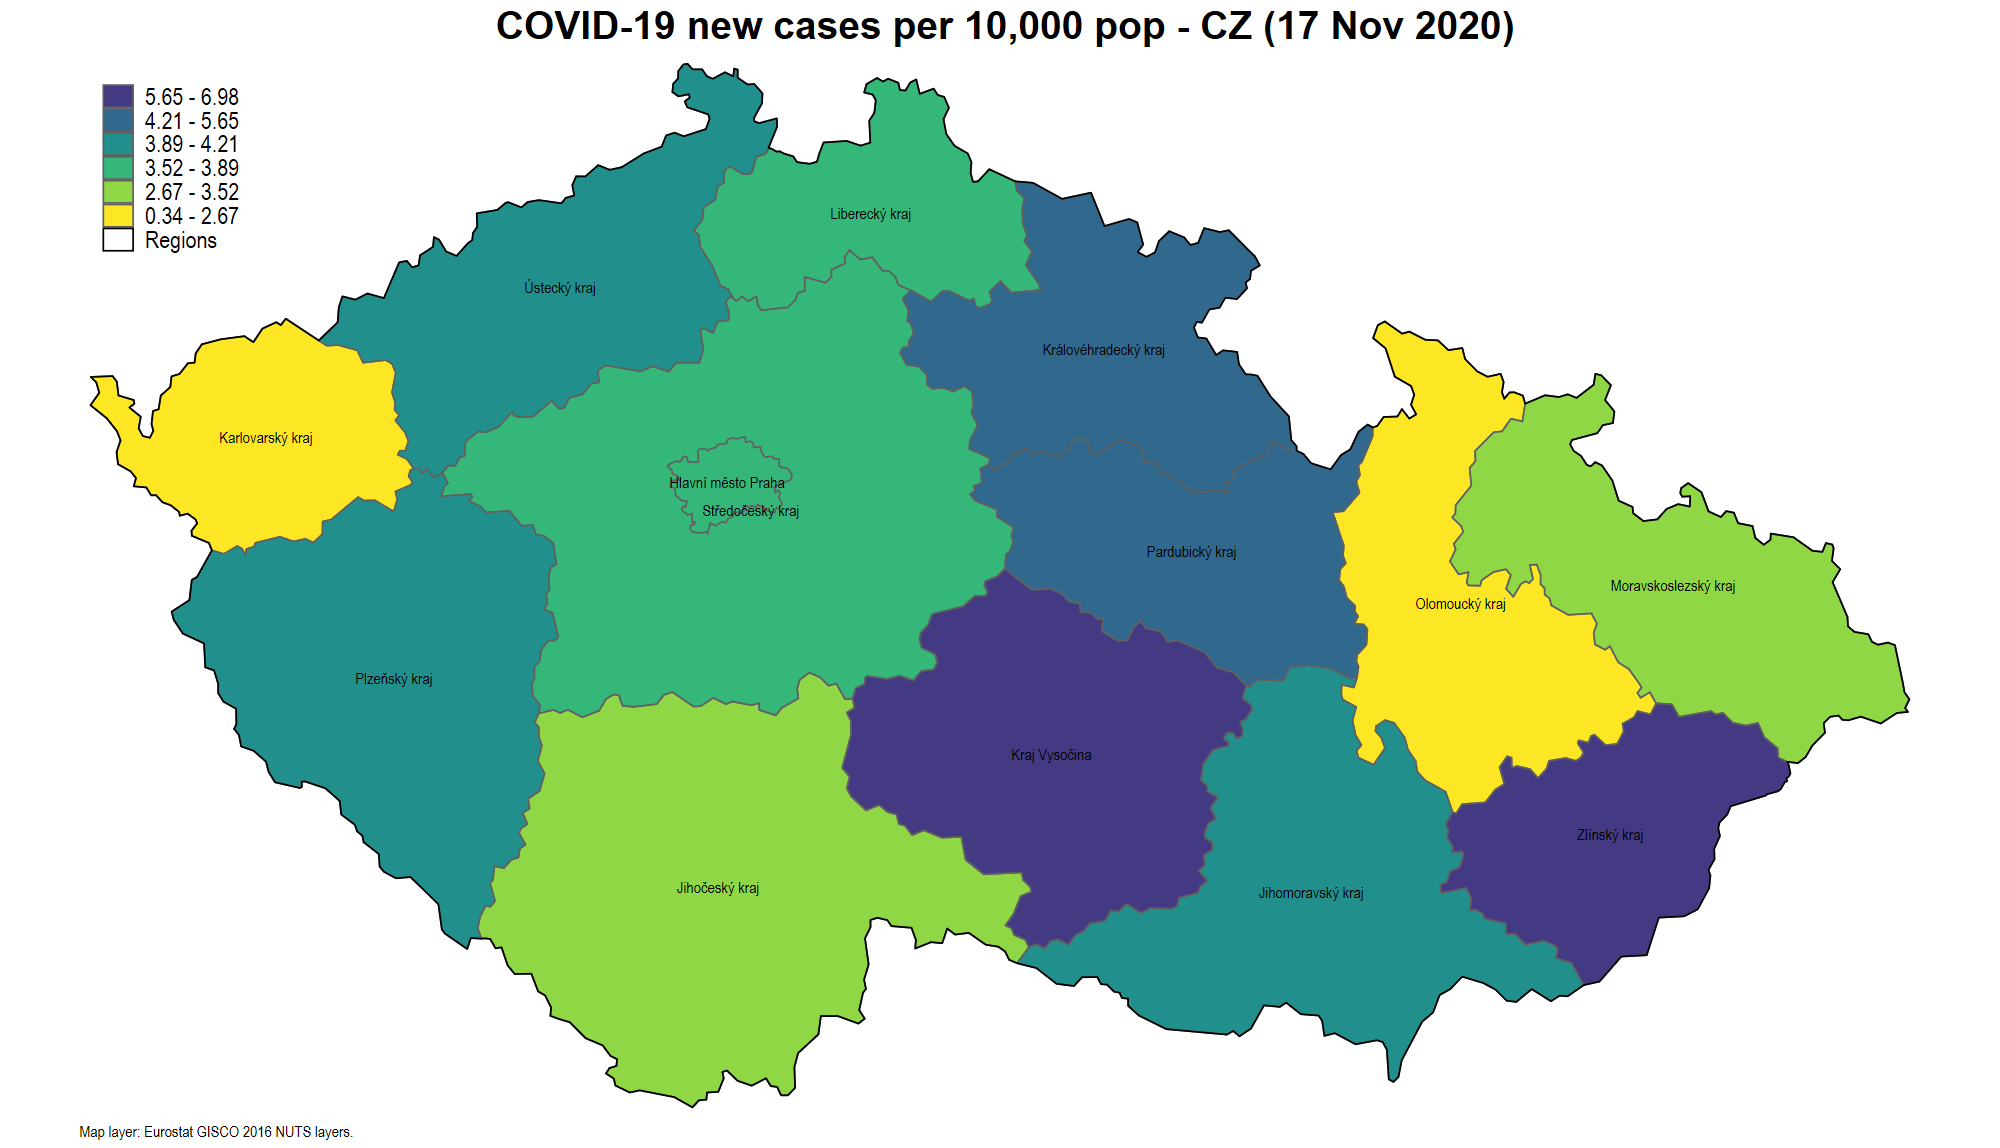 COVID-19 new cases per 10,000 pop - CZ (17 Nov 2020)
5.65 - 6.98
4.21 - 5.65
3.89 - 4.21
3.52 - 3.89
2.67 - 3.52
0.34 - 2.67
Regions
Liberecký kraj
Ústecký kraj
Královéhradecký kraj
Karlovarský kraj
Hlavní město Praha
Středočeský kraj
Pardubický kraj
Moravskoslezský kraj
Olomoucký kraj
Plzeňský kraj
Kraj Vysočina
Zlínský kraj
Jihočeský kraj
Jihomoravský kraj
Map layer: Eurostat GISCO 2016 NUTS layers.